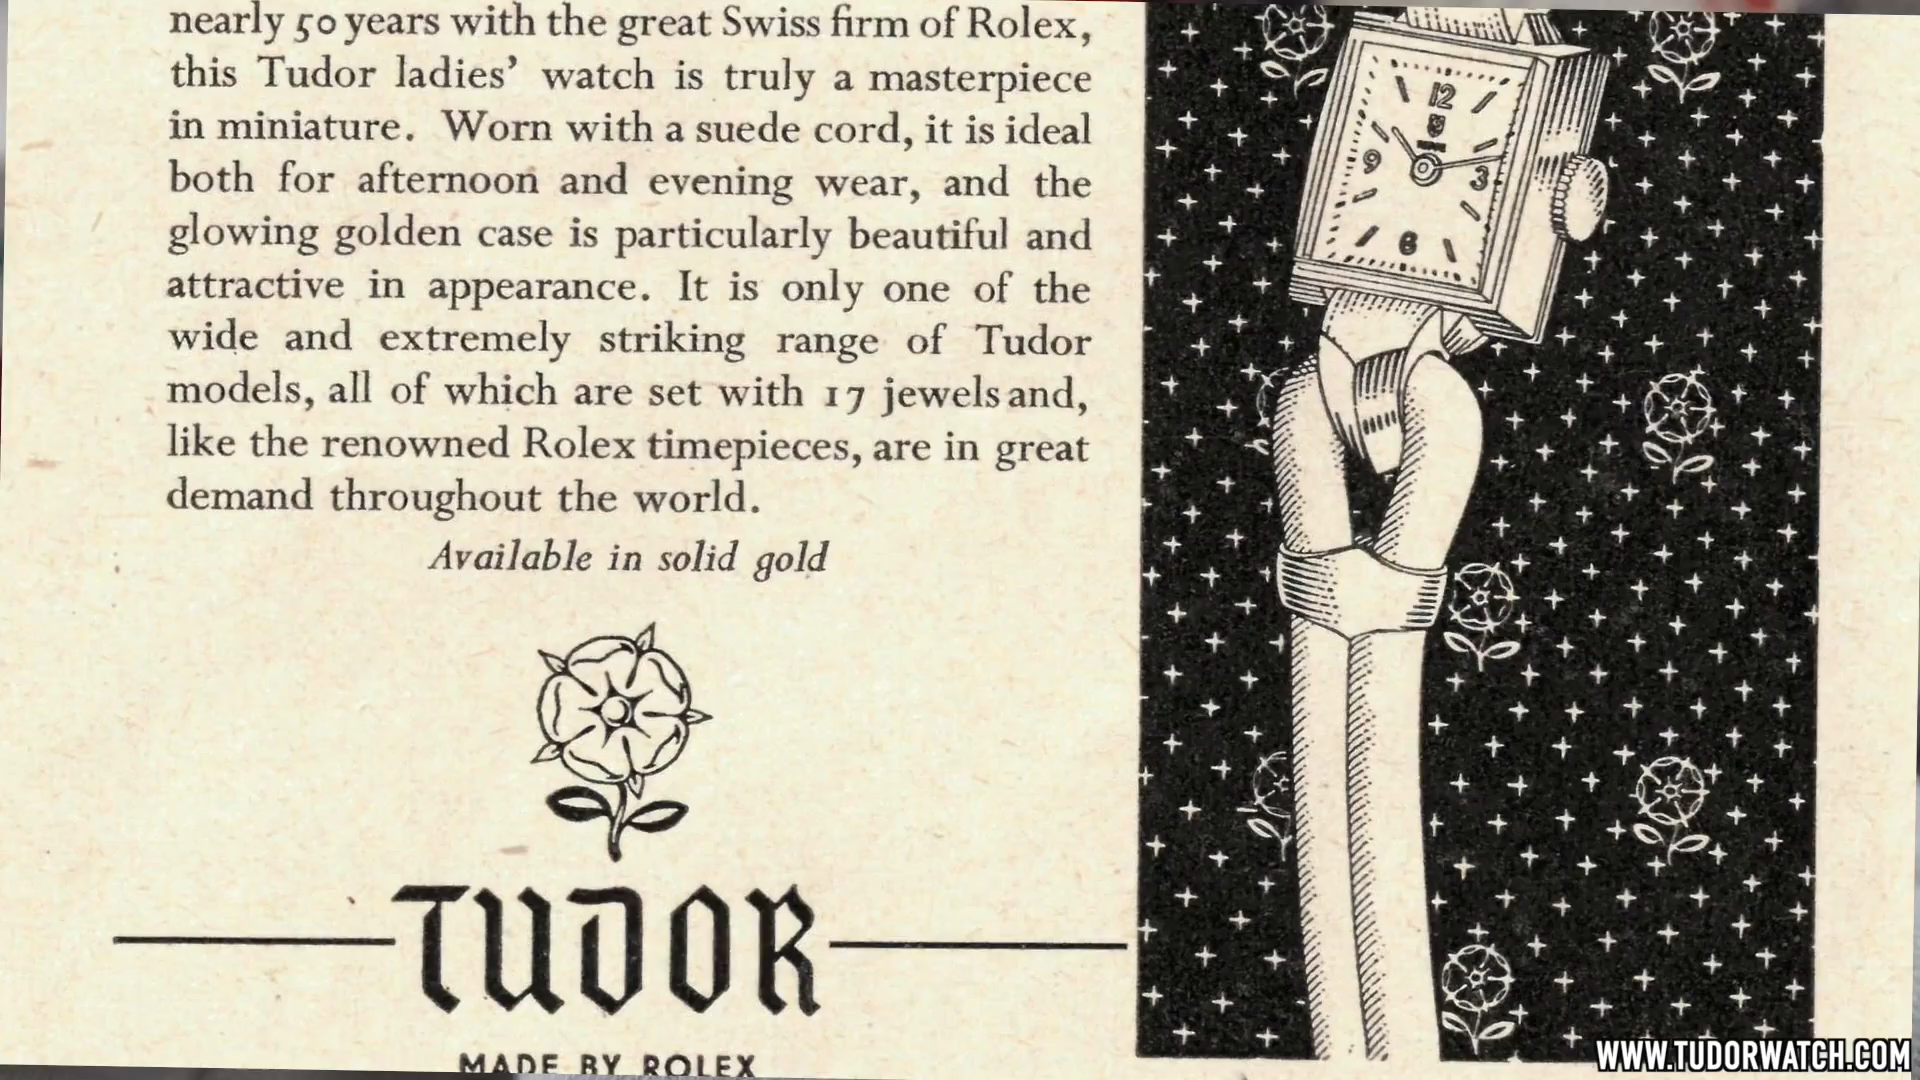 nearly 50 years with the great Swiss firm of Rolex,
this Tudor ladies' watch is truly a masterpiece
in miniature. Worn with a suede cord, it is ideal
both for afternoon and evening wear, and the
glowing golden case is particularly beautiful and
attractive in appearance. It is only one of the
wide and extremely striking range of Tudor
models, all of which are set with 17 jewels and,
like the renowned Rolex timepieces, are in great
demand throughout the world.
Available in solid gold
TUDOR
MADE BY ROLEX
12
9
3
6
WWW.TUDORWATCH.COM